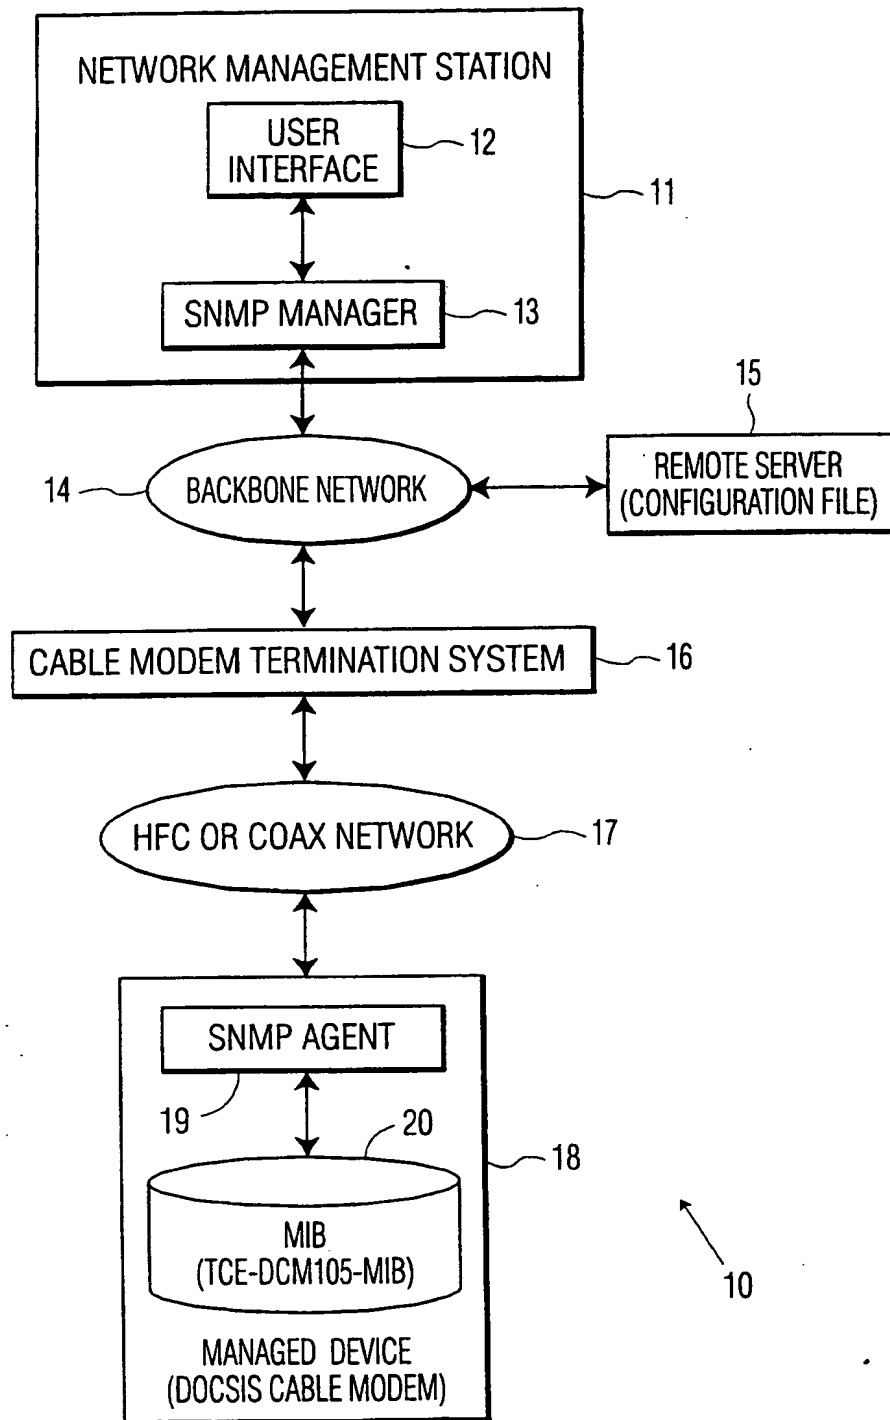 NETWORK MANAGEMENT STATION
USER
INTERFACE
12
11
SNMP MANAGER
13
15
14
BACKBONE NETWORK
REMOTE SERVER
(CONFIGURATION FILE)
CABLE MODEM TERMINATION SYSTEM
16
HFC OR COAX NETWORK
17
SNMP AGENT
19
20
18
MIB
(TCE-DCM105-MIB)
10
MANAGED DEVICE
(DOCSIS CABLE MODEM)